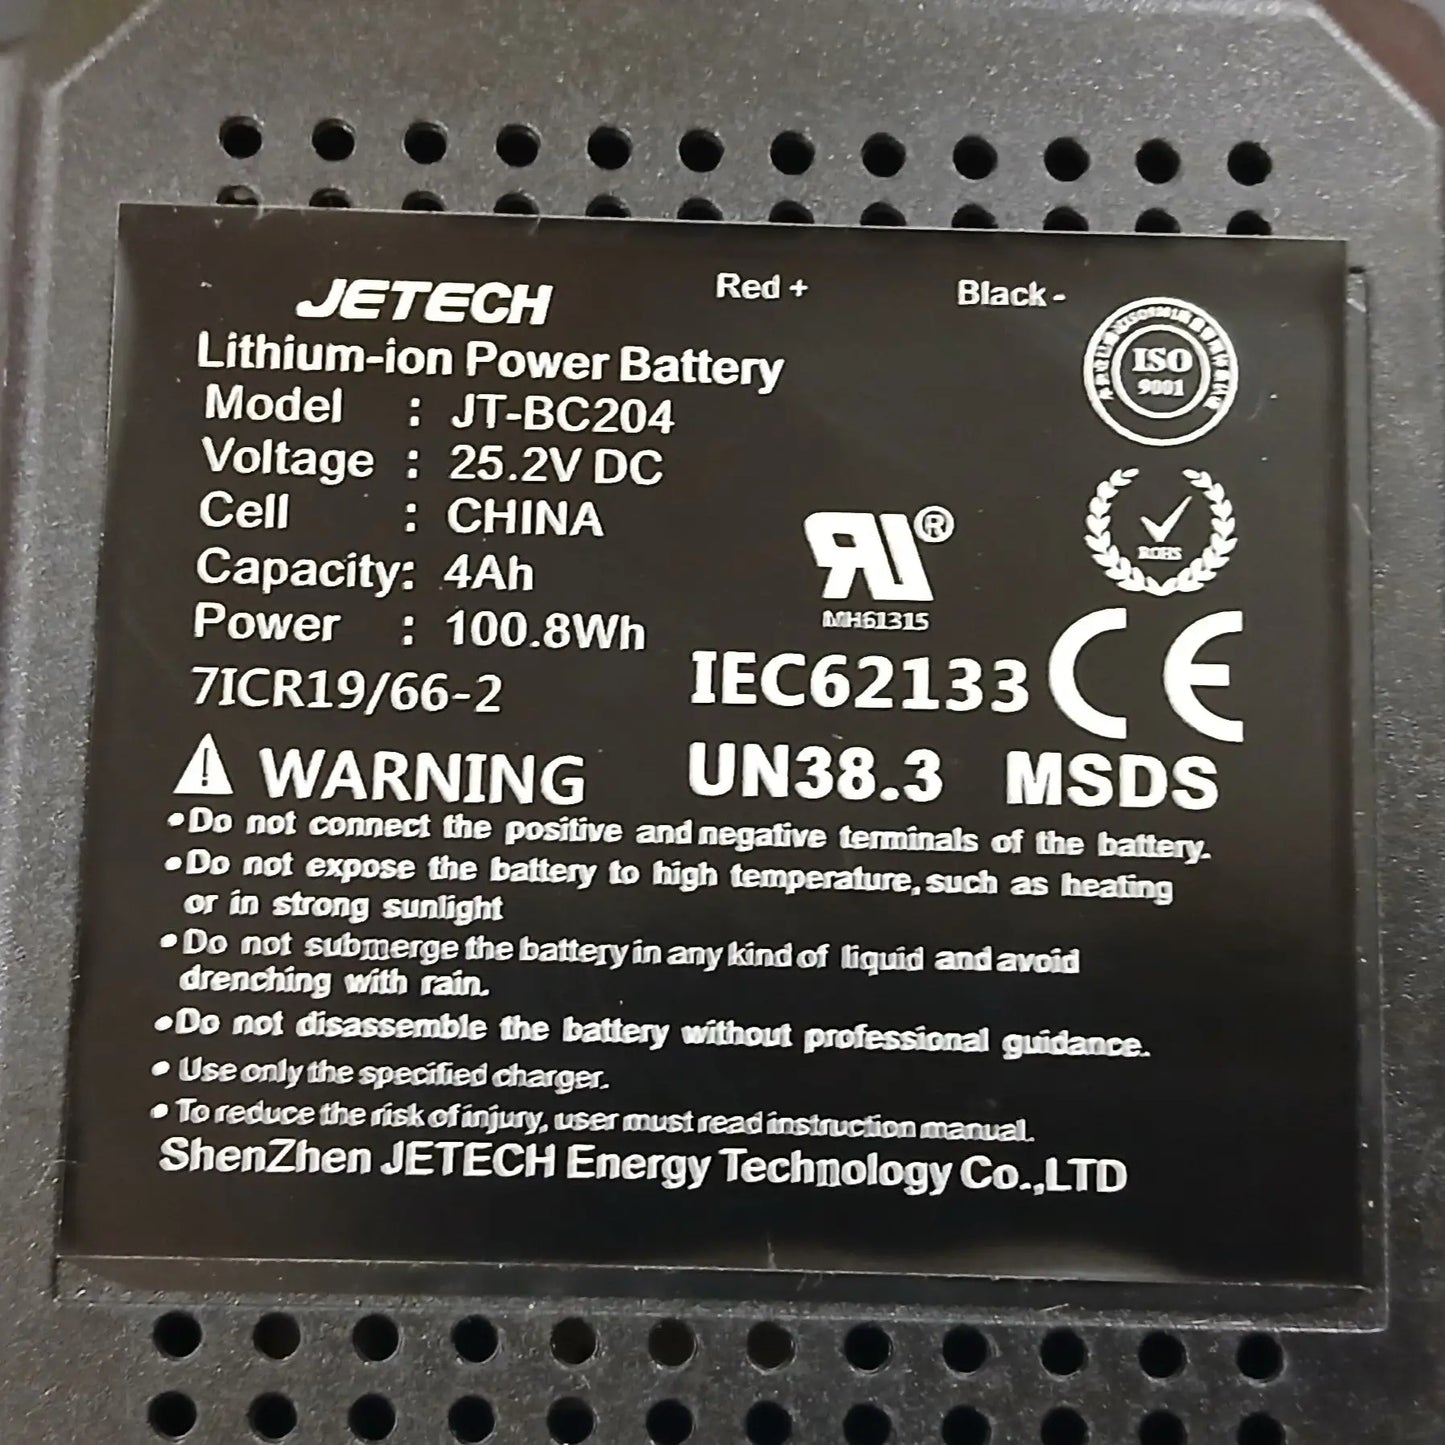 JETECH
Red + Black -
Lithium-ion Power Battery
Model : JT-BC204
Voltage : 25.2V DC
Cell : CHINA
Capacity: 4Ah
Power : 100.8Wh
7ICR19/66-2
ISO
9001
ROHS
RU®
MH61315
IEC62133 CE
UN38.3 MSDS
WARNING
•Do not connect the positive and negative terminals of the battery.
•Do not expose the battery to high temperature, such as heating
or in strong sunlight
•Do not submerge the battery in any kind of liquid and avoid
drenching with rain.
•Do not disassemble the battery without professional guidance.
• Use only the specified charger.
• To reduce the risk of injury, user must read instruction manual.
ShenZhen JETECH Energy Technology Co.,LTD